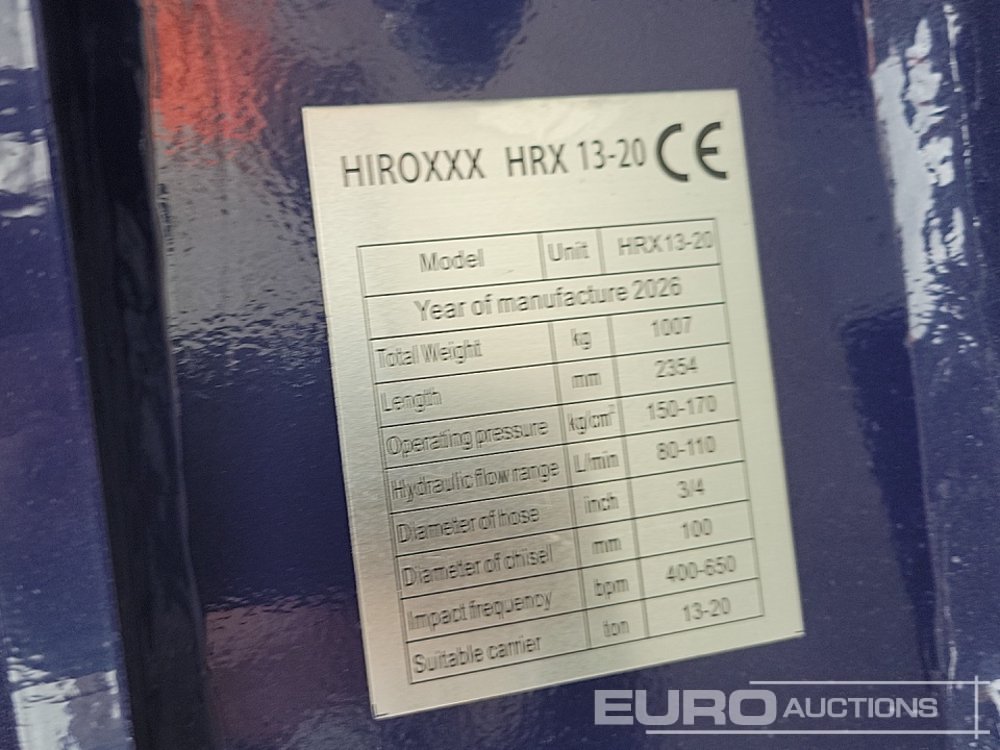 HIROXXX HRX 13-20 CE
Model Unit HRX13-20
Year of manufacture 2026
Total Weight kg 1007
Length mm 2354
Operating pressure kg/cm² 150-170
Hydraulic flow range L/min 80-110
Diameter of hose inch 3/4
Diameter of chisel mm 100
Impact frequency bpm 400-650
Suitable carrier ton 13-20
EURO AUCTIONS